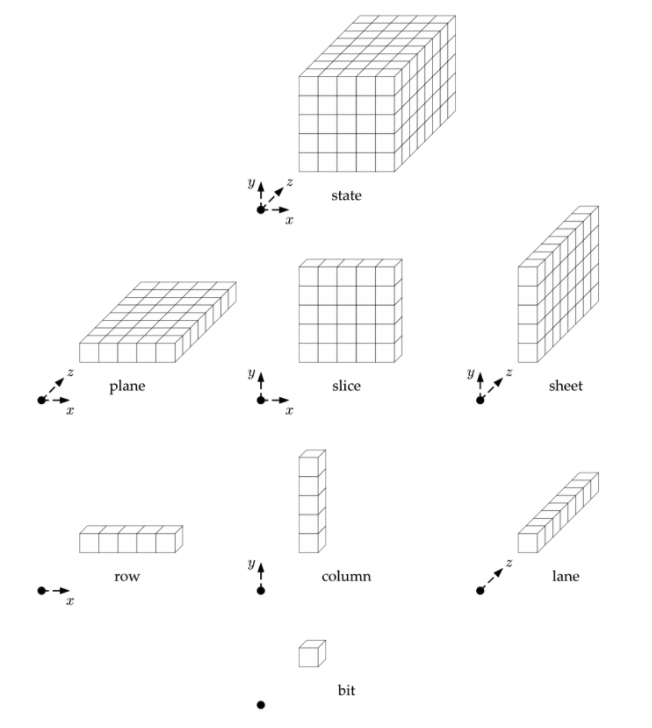 y z
state
x
z
plane
x
y
slice
x
y z
sheet
row
x
y
column
z
lane
bit